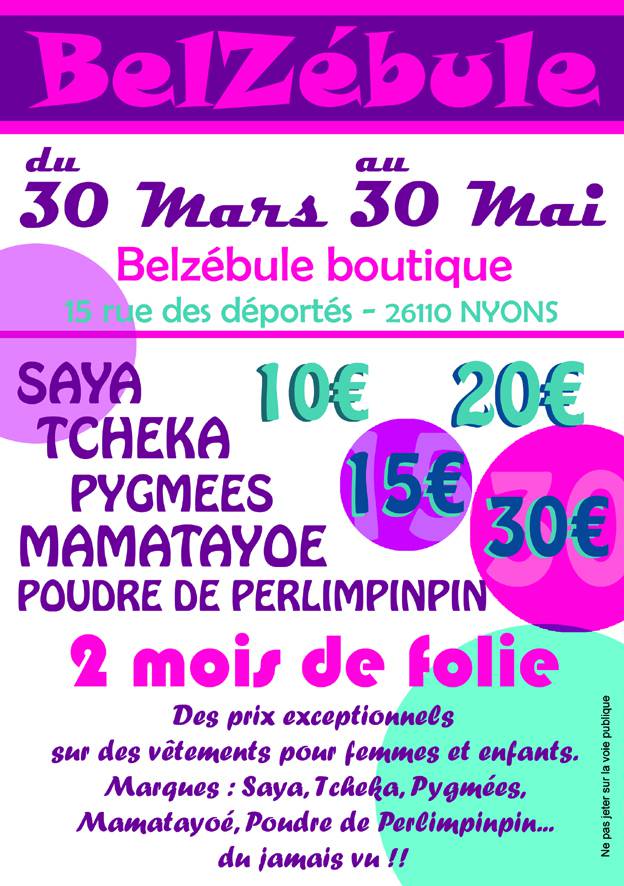 BelZébule
du 30 Mars au 30 Mai
Belzébule boutique
15 rue des déportés - 26110 NYONS
SAYA
TCHEKA
PYGMEES
MAMATAYOE
POUDRE DE PERLIMPINPIN
10€
20€
15€
30€
2 mois de folie
Des prix exceptionnels
sur des vêtements pour femmes et enfants.
Marques : Saya, Tcheka, Pygmées,
Mamatayoé, Poudre de Perlimpinpin...
du jamais vu !!
Ne pas jeter sur la voie publique